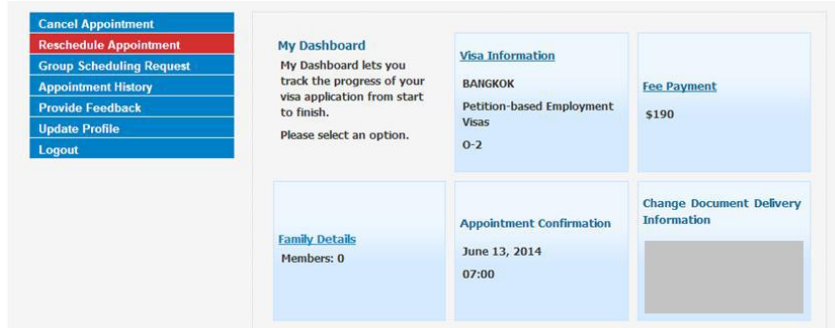 Cancel Appointment
Reschedule Appointment
Group Scheduling Request
Appointment History
Provide Feedback
Update Profile
Logout
My Dashboard
My Dashboard lets you
track the progress of your
visa application from start
to finish.
Please select an option.
Visa Information
BANGKOK
Petition-based Employment
Visas
O-2
Fee Payment
$190
Family Details
Members: 0
Appointment Confirmation
June 13, 2014
07:00
Change Document Delivery
Information